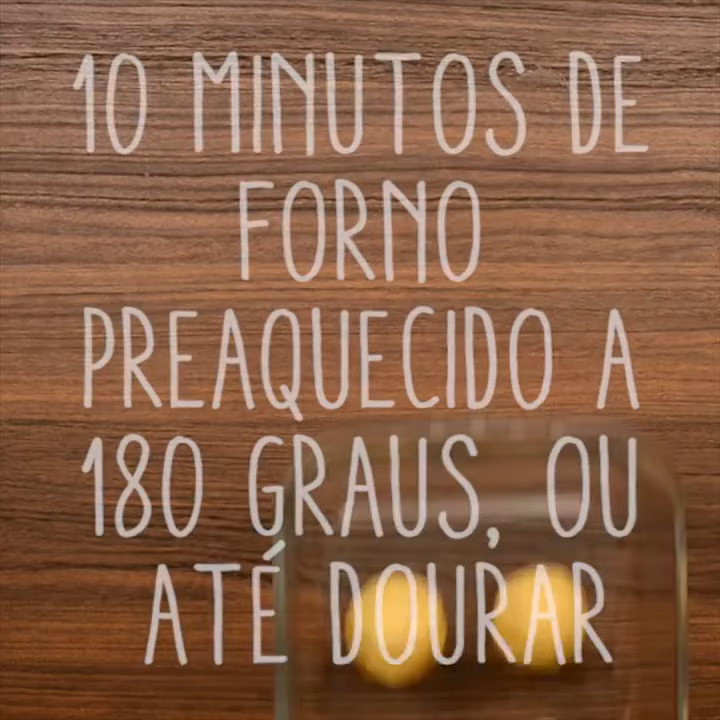 10 MINUTOS DE
FORNO
PREAQUECIDO A
180 GRAUS, OU
ATÉ DOURAR